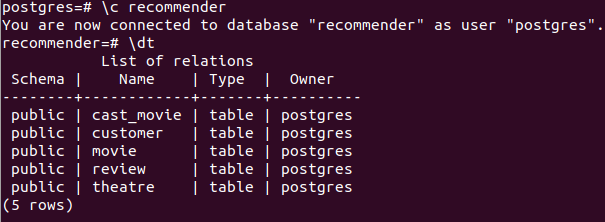 postgres=# \c recommender
You are now connected to database "recommender" as user "postgres".
recommender=# \dt
            List of relations
 Schema |    Name    | Type  |  Owner
--------+------------+-------+----------
 public | cast_movie | table | postgres
 public | customer   | table | postgres
 public | movie      | table | postgres
 public | review     | table | postgres
 public | theatre    | table | postgres
(5 rows)